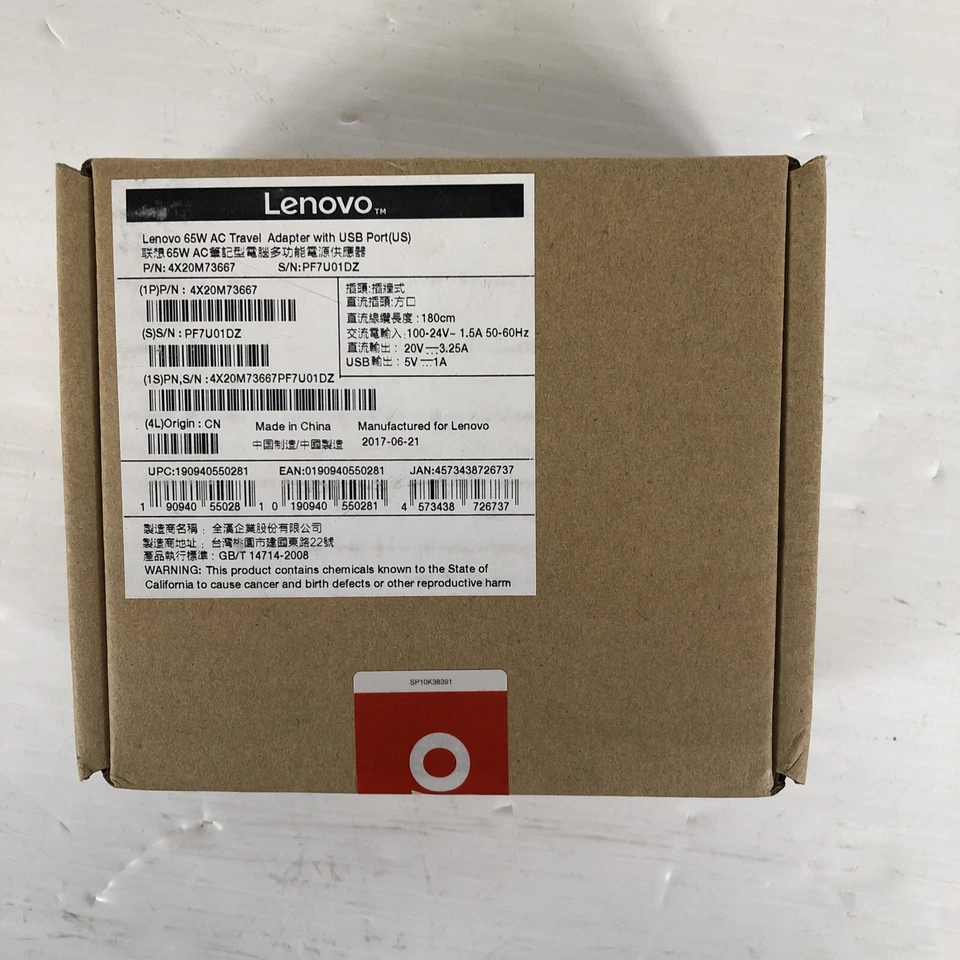 Lenovo™
Lenovo 65W AC Travel Adapter with USB Port(US)
联想65W AC筆記型電腦多功能電源供應器
P/N: 4X20M73667 S/N:PF7U01DZ
(1P)P/N : 4X20M73667
(S)S/N : PF7U01DZ
(1S)PN,S/N :4X20M73667PF7U01DZ
插頭:插撞式
直流插頭:方口
直流線纜長度:180cm
交流電輸入:100-24V~ 1.5A 50-60Hz
直流輸出: 20V⎓3.25A
USB輸出: 5V⎓1A
(4L)Origin : CN Made in China Manufactured for Lenovo
中国制造/中國製造 2017-06-21
UPC:190940550281 EAN:0190940550281 JAN:4573438726737
1 90940 55028 1 0 190940 550281 4 573438 726737
製造商名稱: 全漢企業股份有限公司
製造商地址: 台灣桃園市建國東路22號
產品執行標準: GB/T 14714-2008
WARNING: This product contains chemicals known to the State of
California to cause cancer and birth defects or other reproductive harm
SP10K38391